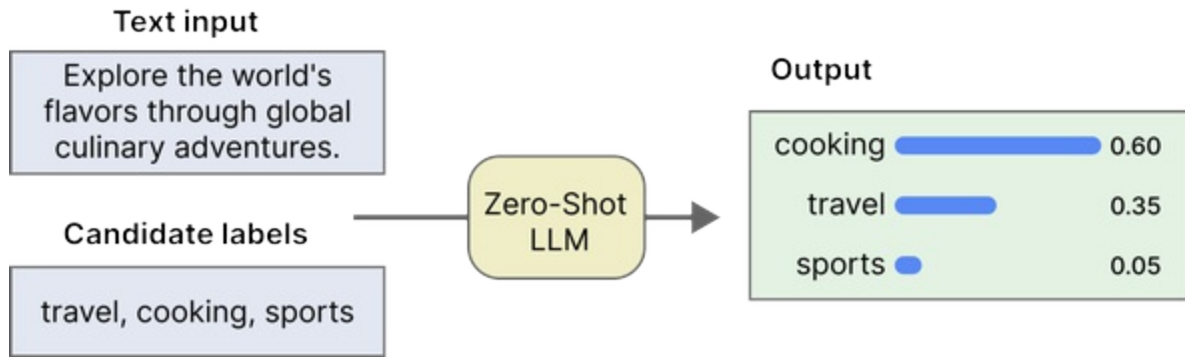 Text input
Explore the world's
flavors through global
culinary adventures.
Candidate labels
travel, cooking, sports
Zero-Shot
LLM
Output
cooking 0.60
travel 0.35
sports 0.05